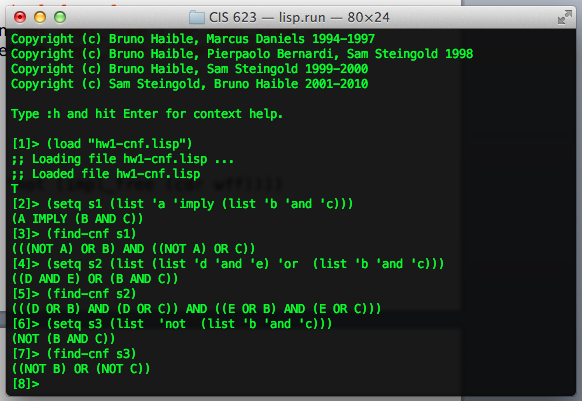 CIS 623 — lisp.run — 80×24
Copyright (c) Bruno Haible, Marcus Daniels 1994-1997
Copyright (c) Bruno Haible, Pierpaolo Bernardi, Sam Steingold 1998
Copyright (c) Bruno Haible, Sam Steingold 1999-2000
Copyright (c) Sam Steingold, Bruno Haible 2001-2010
Type :h and hit Enter for context help.
[1]> (load "hw1-cnf.lisp")
;; Loading file hw1-cnf.lisp ...
;; Loaded file hw1-cnf.lisp
T
[2]> (setq s1 (list 'a 'imply (list 'b 'and 'c)))
(A IMPLY (B AND C))
[3]> (find-cnf s1)
(((NOT A) OR B) AND ((NOT A) OR C))
[4]> (setq s2 (list (list 'd 'and 'e) 'or  (list 'b 'and 'c)))
((D AND E) OR (B AND C))
[5]> (find-cnf s2)
(((D OR B) AND (D OR C)) AND ((E OR B) AND (E OR C)))
[6]> (setq s3 (list  'not  (list 'b 'and 'c)))
(NOT (B AND C))
[7]> (find-cnf s3)
((NOT B) OR (NOT C))
[8]>